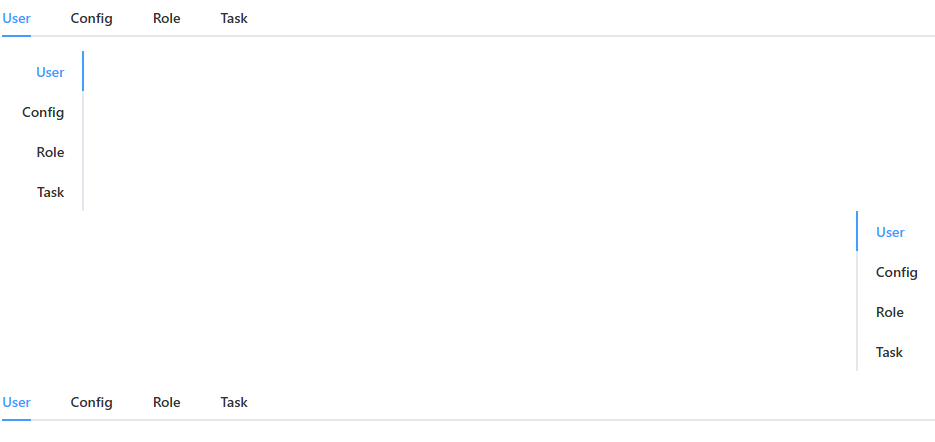 User Config Role Task
User
Config
Role
Task
User
Config
Role
Task
User Config Role Task